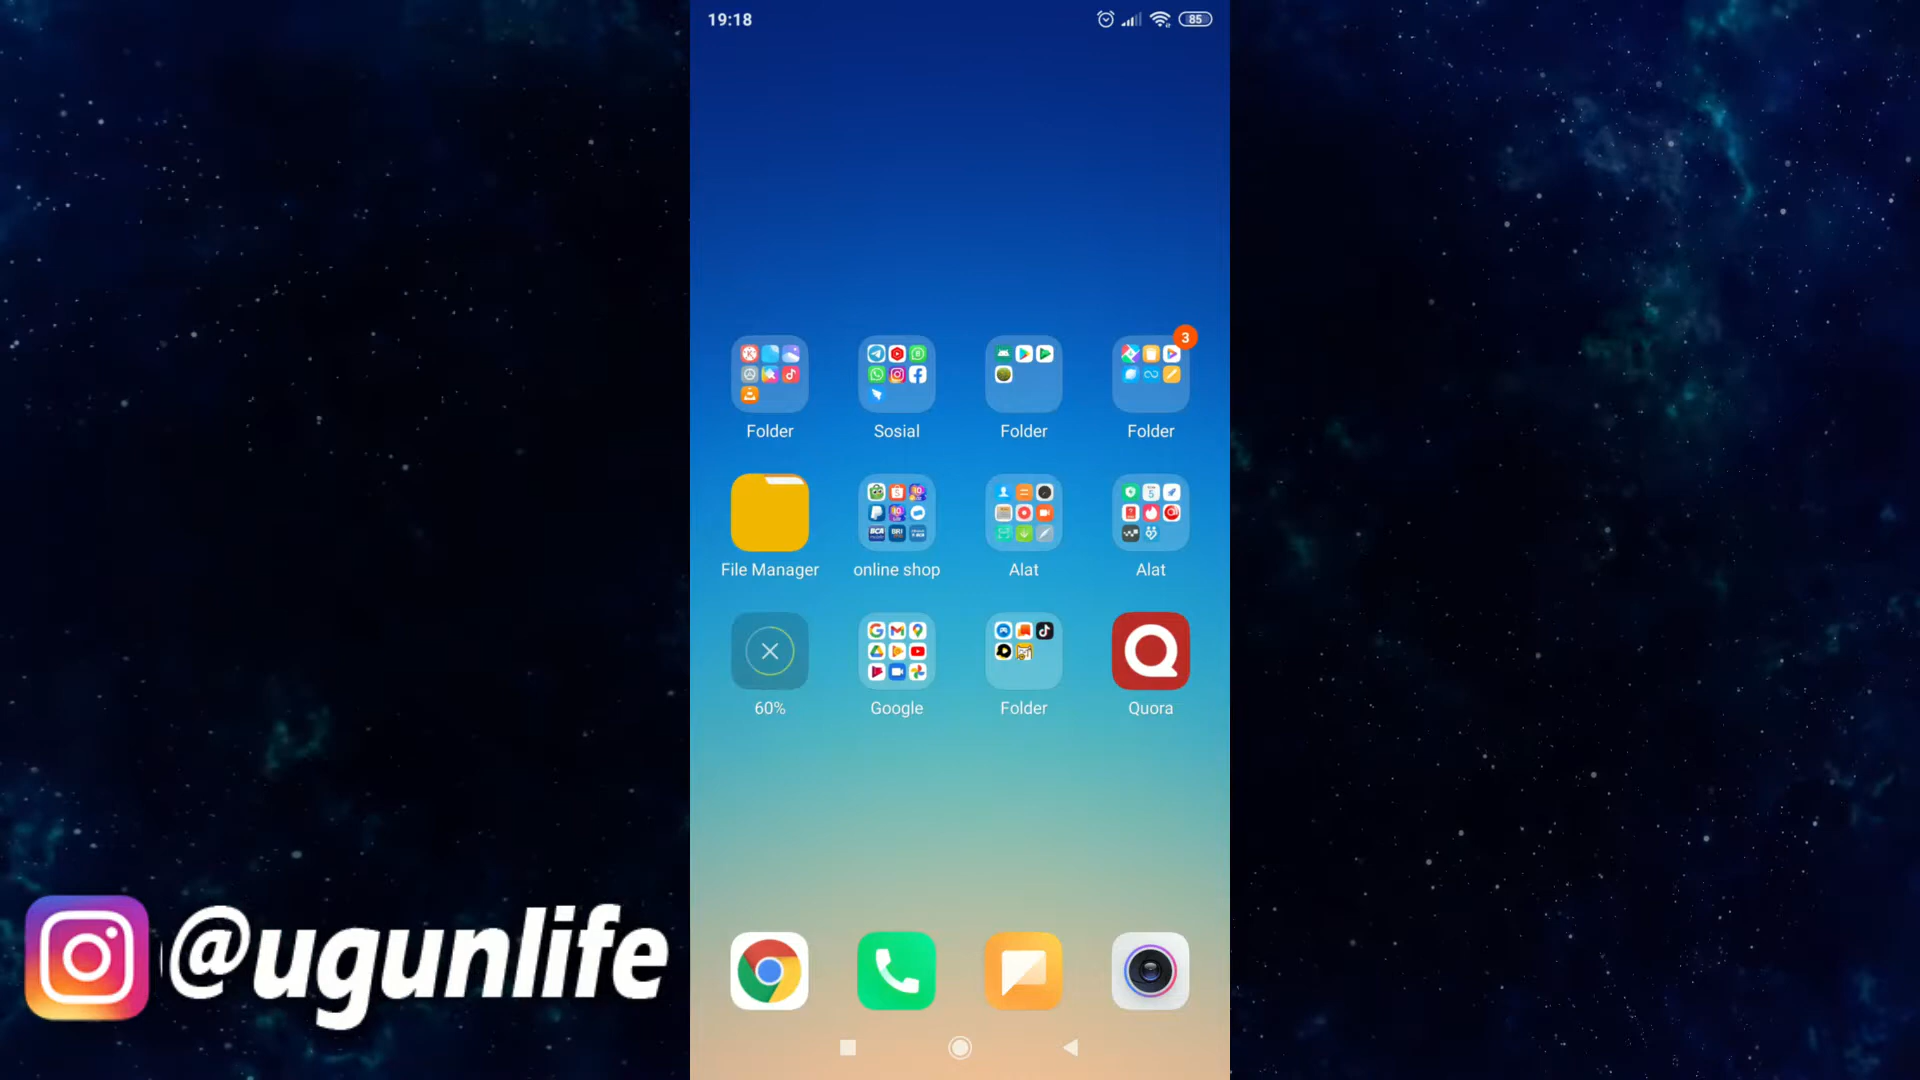 19:18
85
3
Folder
Sosial
Folder
Folder
File Manager
online shop
Alat
Alat
60%
Google
Folder
Quora
@ugunlife